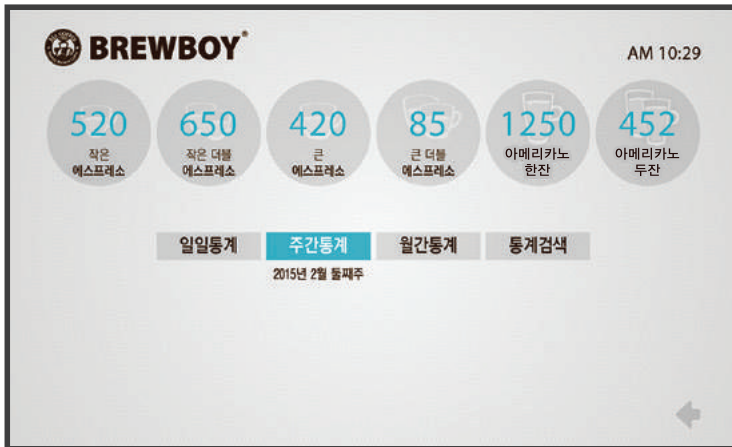 BREWBOY®
AM 10:29
520
작은
에스프레소
650
작은 더블
에스프레소
420
큰
에스프레소
85
큰 더블
에스프레소
1250
아메리카노
한잔
452
아메리카노
두잔
일일통계
주간통계
월간통계
통계검색
2015년 2월 둘째주